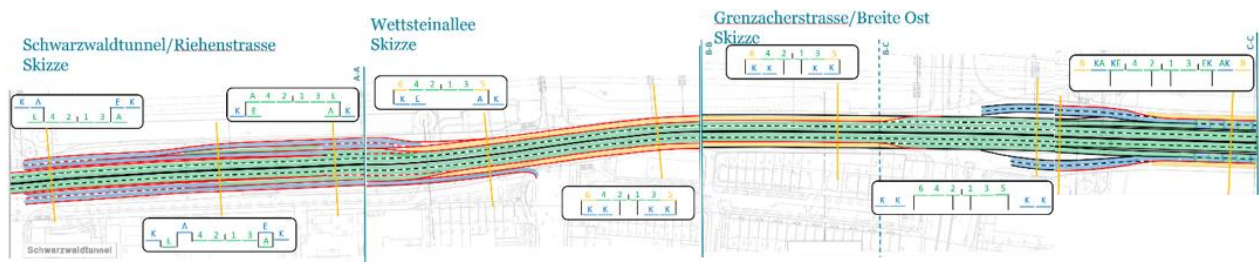 Schwarzwaldtunnel/Riehenstrasse
Skizze
Wettsteinallee
Skizze
Grenzacherstrasse/Breite Ost
Skizze
A-A
B-B
B-C
C-C
K A E K
E 4 2 1 3 A
A 4 2 1 3 E
K E A K
6 4 2 1 3 5
K E A K
6 4 2 1 3 5
K K K K
B KA KE 4 2 1 3 EK AK B
A E
K E 4 2 1 3 A K
6 4 2 1 3 5
K K K K
6 4 2 1 3 5
K K K K
Schwarzwaldtunnel